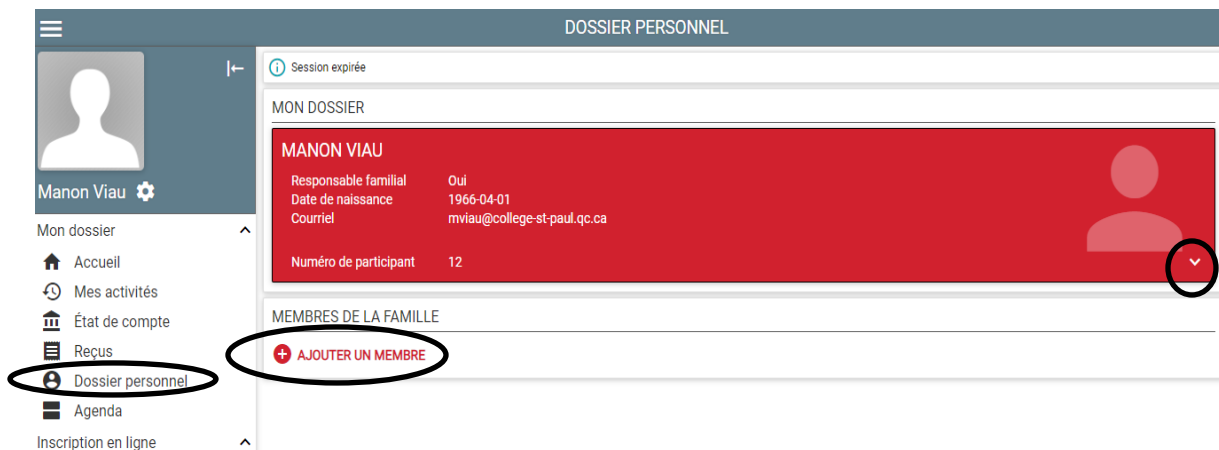 DOSSIER PERSONNEL
Manon Viau
Mon dossier
Accueil
Mes activités
État de compte
Reçus
Dossier personnel
Agenda
Inscription en ligne
Session expirée
MON DOSSIER
MANON VIAU
Responsable familial Oui
Date de naissance 1966-04-01
Courriel mviau@college-st-paul.qc.ca
Numéro de participant 12
MEMBRES DE LA FAMILLE
AJOUTER UN MEMBRE